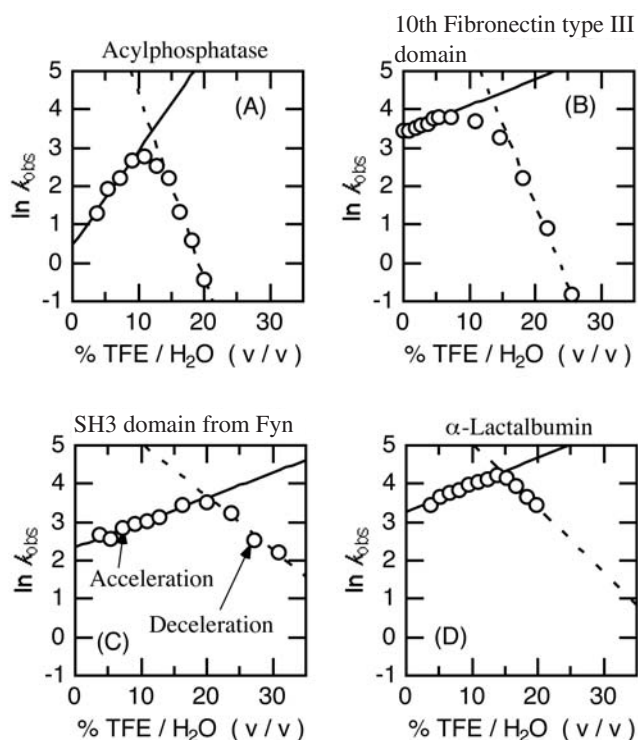 Acylphosphatase
10th Fibronectin type III
domain
(A)
ln kobs
5
4
3
2
1
0
-1
0 10 20 30
% TFE / H2O ( v / v )
(B)
ln kobs
5
4
3
2
1
0
-1
0 10 20 30
% TFE / H2O ( v / v )
SH3 domain from Fyn
ln kobs
5
4
3
2
1
0
-1
Acceleration
Deceleration
(C)
0 10 20 30
% TFE / H2O ( v / v )
α-Lactalbumin
ln kobs
5
4
3
2
1
0
-1
(D)
0 10 20 30
% TFE / H2O ( v / v )